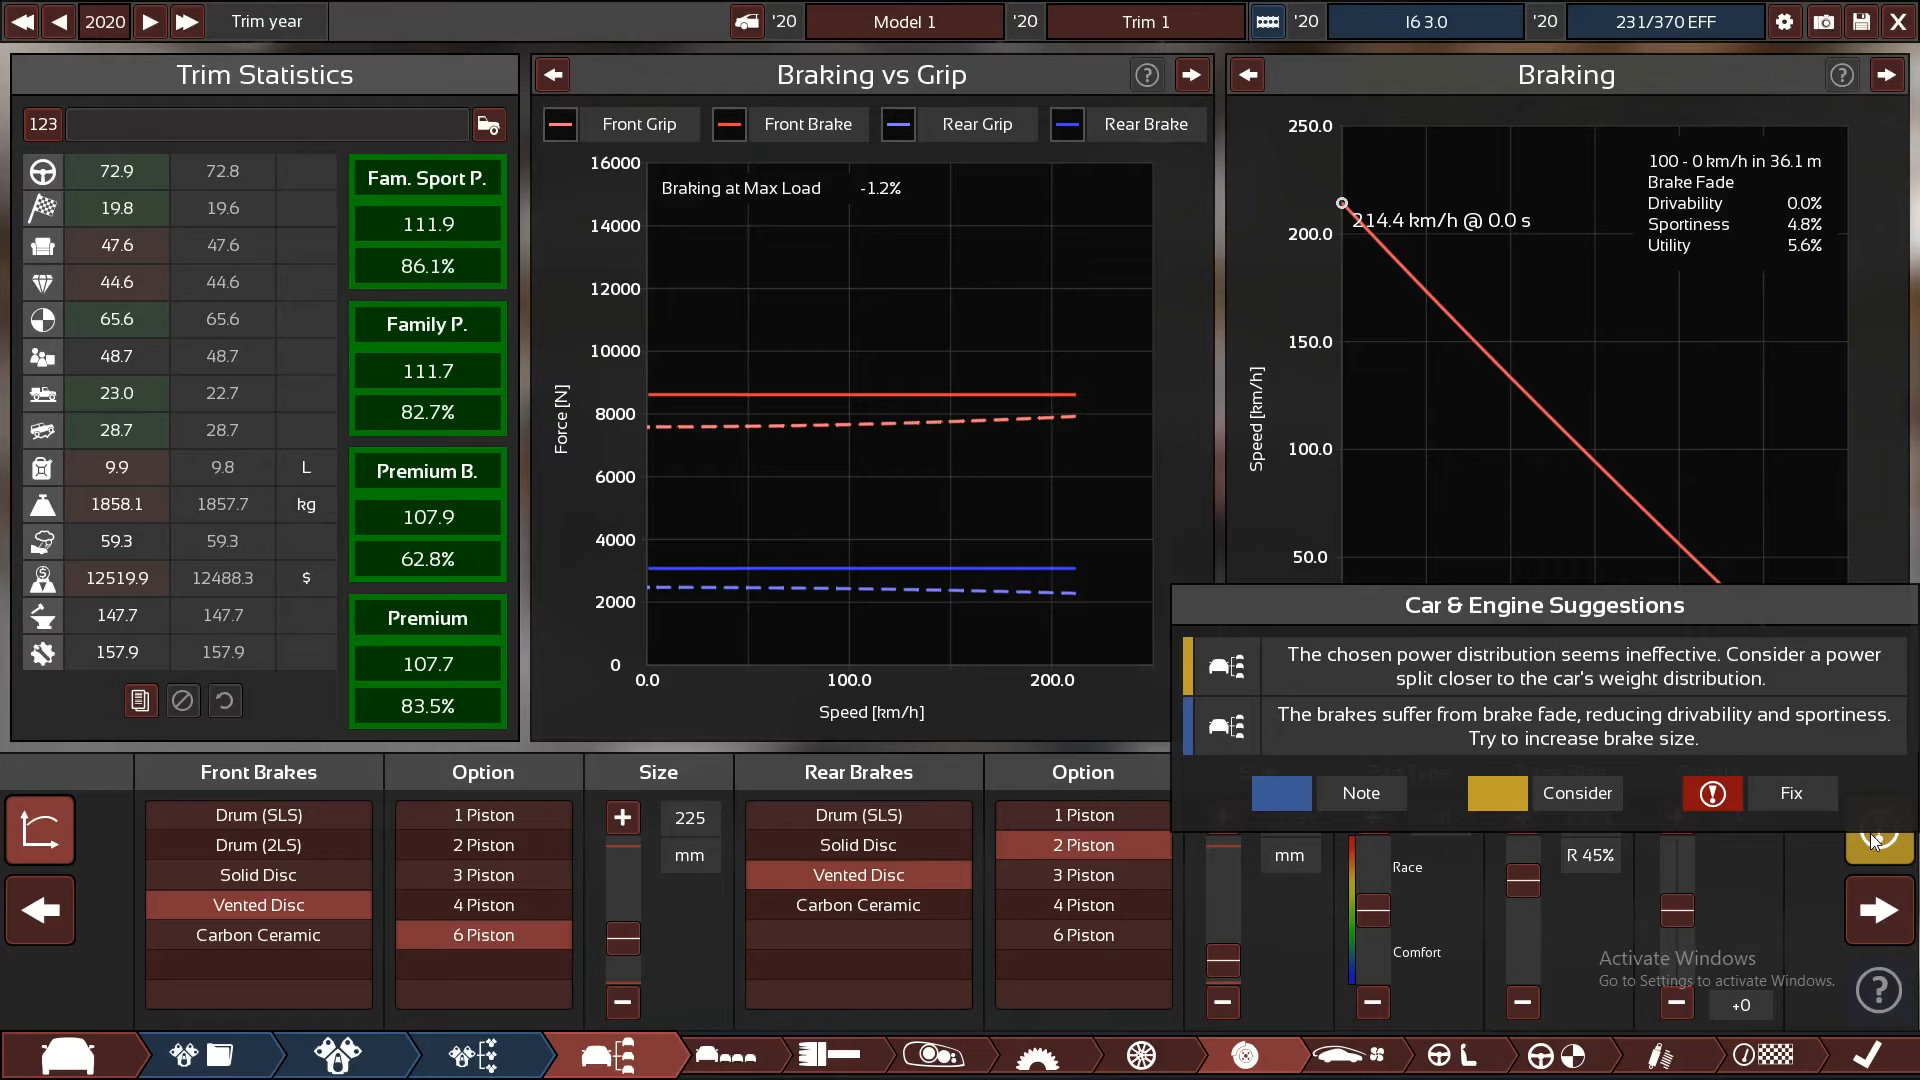 2020
Trim year
'20
Model 1
'20
Trim 1
'20
I6 3.0
'20
231/370 EFF
X
Trim Statistics
123
72.9 72.8
19.8 19.6
47.6 47.6
44.6 44.6
65.6 65.6
48.7 48.7
23.0 22.7
28.7 28.7
9.9 9.8 L
1858.1 1857.7 kg
59.3 59.3
12519.9 12488.3 $
147.7 147.7
157.9 157.9
Fam. Sport P.
111.9
86.1%
Family P.
111.7
82.7%
Premium B.
107.9
62.8%
Premium
107.7
83.5%
Braking vs Grip
?
Front Grip
Front Brake
Rear Grip
Rear Brake
Braking at Max Load -1.2%
16000
14000
12000
10000
8000
6000
4000
2000
0
Force [N]
0.0 100.0 200.0
Speed [km/h]
Braking
?
250.0
200.0
150.0
100.0
50.0
Speed [km/h]
214.4 km/h @ 0.0 s
100 - 0 km/h in 36.1 m
Brake Fade
Drivability 0.0%
Sportiness 4.8%
Utility 5.6%
Car & Engine Suggestions
The chosen power distribution seems ineffective. Consider a power
split closer to the car's weight distribution.
The brakes suffer from brake fade, reducing drivability and sportiness.
Try to increase brake size.
Note
Consider
Fix
Front Brakes
Drum (SLS)
Drum (2LS)
Solid Disc
Vented Disc
Carbon Ceramic
Option
1 Piston
2 Piston
3 Piston
4 Piston
6 Piston
Size
225
mm
Rear Brakes
Drum (SLS)
Solid Disc
Vented Disc
Carbon Ceramic
Option
1 Piston
2 Piston
3 Piston
4 Piston
6 Piston
mm
Race
Comfort
R 45%
+0
Activate Windows
Go to Settings to activate Windows.
?